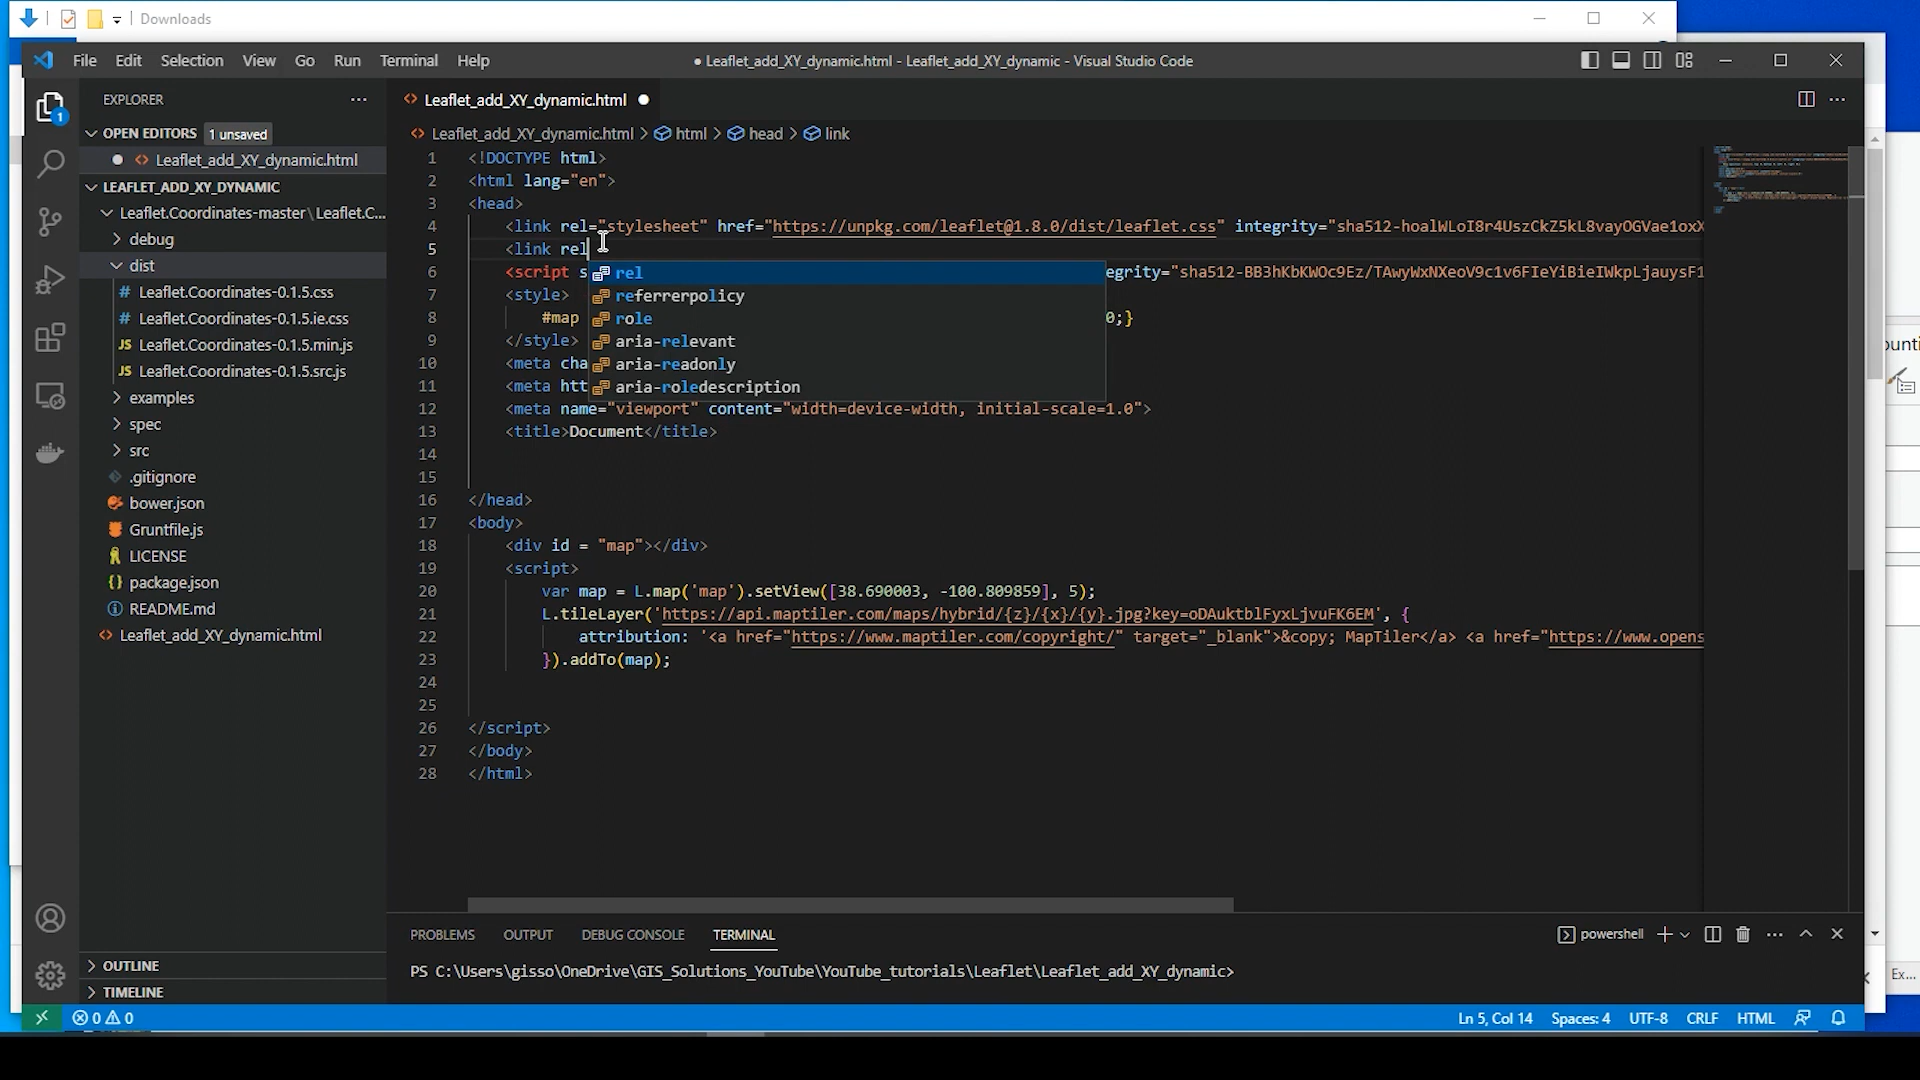 Downloads
File Edit Selection View Go Run Terminal Help
● Leaflet_add_XY_dynamic.html - Leaflet_add_XY_dynamic - Visual Studio Code
EXPLORER
OPEN EDITORS 1 unsaved
Leaflet_add_XY_dynamic.html
LEAFLET_ADD_XY_DYNAMIC
Leaflet.Coordinates-master\Leaflet.C...
debug
dist
# Leaflet.Coordinates-0.1.5.css
# Leaflet.Coordinates-0.1.5.ie.css
JS Leaflet.Coordinates-0.1.5.min.js
JS Leaflet.Coordinates-0.1.5.src.js
examples
spec
src
.gitignore
bower.json
Gruntfile.js
LICENSE
{} package.json
README.md
Leaflet_add_XY_dynamic.html
OUTLINE
TIMELINE
1
Leaflet_add_XY_dynamic.html ●
Leaflet_add_XY_dynamic.html > html > head > link
1 <!DOCTYPE html>
2 <html lang="en">
3 <head>
4 <link rel="stylesheet" href="https://unpkg.com/leaflet@1.8.0/dist/leaflet.css" integrity="sha512-hoalWLoI8r4UszCkZ5kL8vayOGVae1oxX
5 <link rel
6 <script s egrity="sha512-BB3hKbKWOc9Ez/TAwyWxNXeoV9c1v6FIeYiBieIWkpLjauysF1
7 <style>
8 #map 0;}
9 </style>
10 <meta cha
11 <meta htt
12 <meta name="viewport" content="width=device-width, initial-scale=1.0">
13 <title>Document</title>
14
15
16 </head>
17 <body>
18 <div id = "map"></div>
19 <script>
20 var map = L.map('map').setView([38.690003, -100.809859], 5);
21 L.tileLayer('https://api.maptiler.com/maps/hybrid/{z}/{x}/{y}.jpg?key=oDAuktblFyxLjvuFK6EM', {
22 attribution: '<a href="https://www.maptiler.com/copyright/" target="_blank">&copy; MapTiler</a> <a href="https://www.opens
23 }).addTo(map);
24
25
26 </script>
27 </body>
28 </html>
rel
referrerpolicy
role
aria-relevant
aria-readonly
aria-roledescription
PROBLEMS OUTPUT DEBUG CONSOLE TERMINAL
powershell
PS C:\Users\gisso\OneDrive\GIS_Solutions_YouTube\YouTube_tutorials\Leaflet\Leaflet_add_XY_dynamic>
0 0
Ln 5, Col 14 Spaces: 4 UTF-8 CRLF HTML
ounti
Ex...